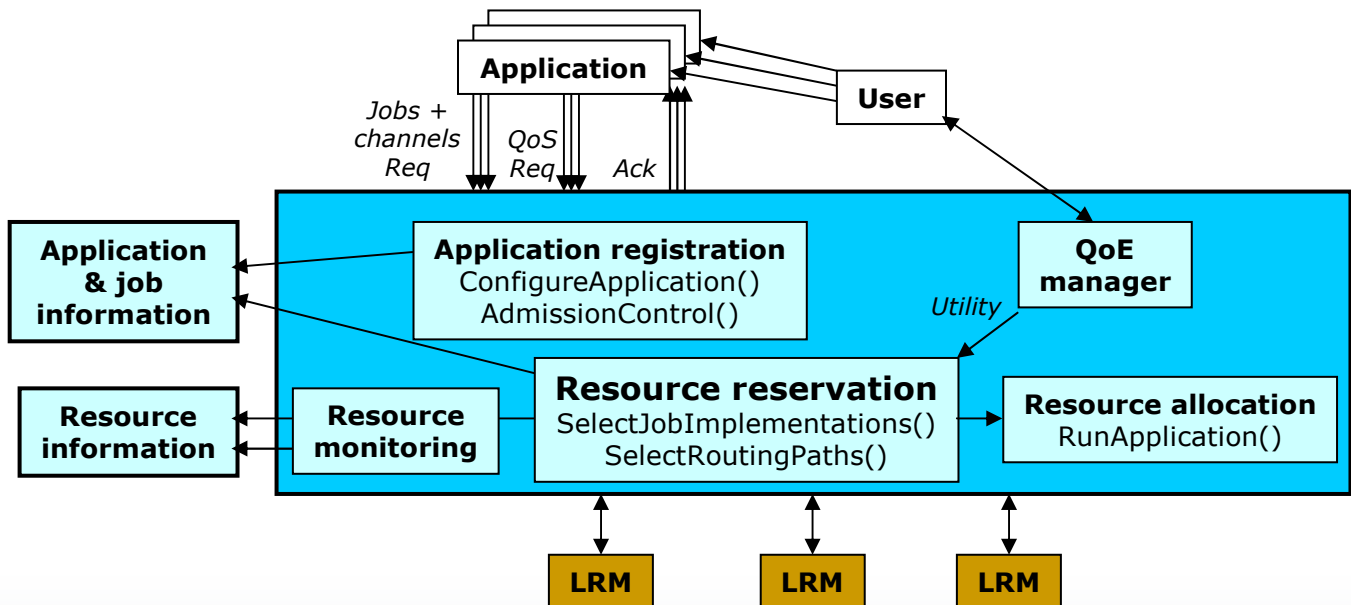 Application
User
Jobs +
channels
Req
QoS
Req
Ack
Application
& job
information
Application registration
ConfigureApplication()
AdmissionControl()
QoE
manager
Utility
Resource
information
Resource
monitoring
Resource reservation
SelectJobImplementations()
SelectRoutingPaths()
Resource allocation
RunApplication()
LRM
LRM
LRM